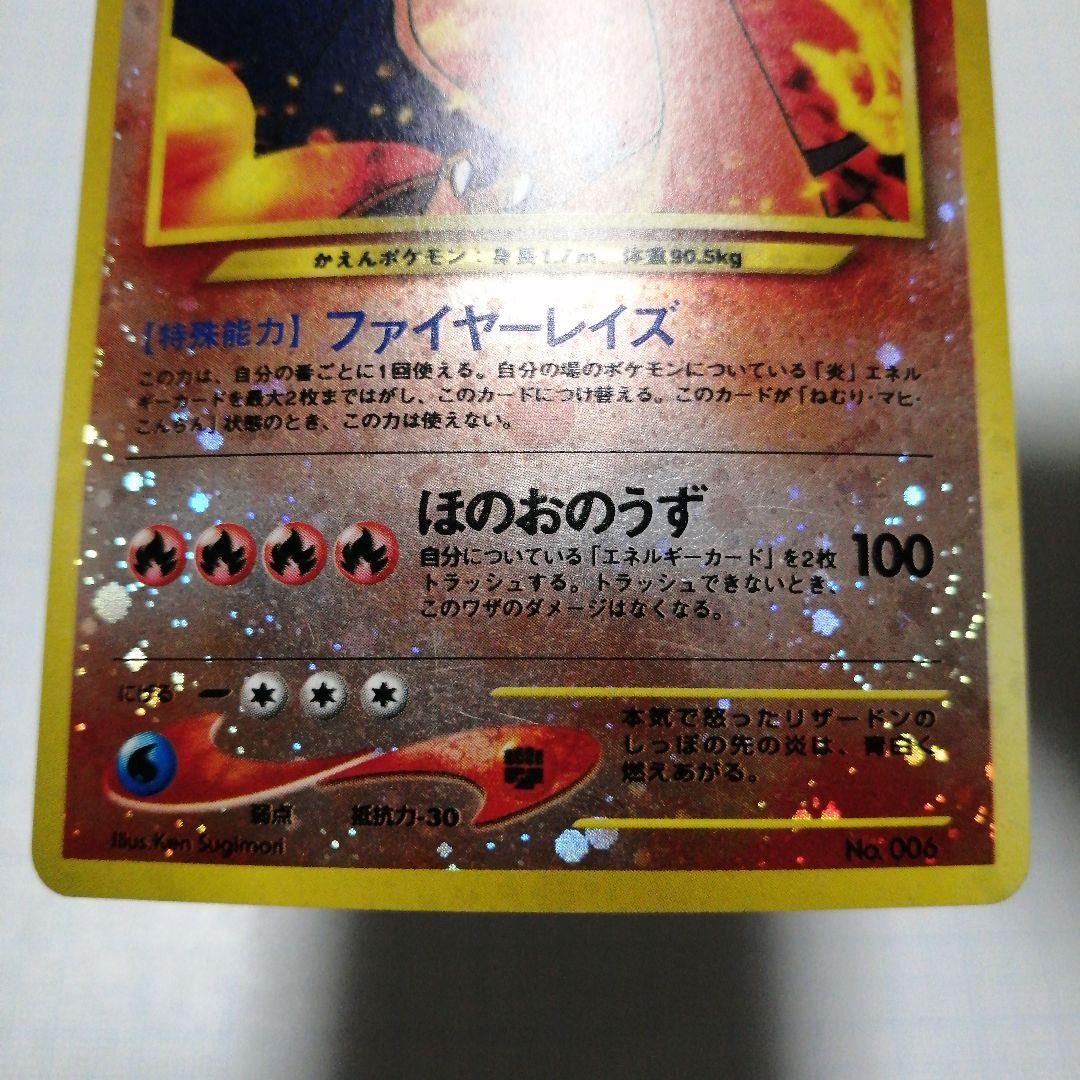 かえんポケモン：身長1.7m、体重90.5kg
【特殊能力】 ファイヤーレイズ
この力は、自分の番ごとに1回使える。自分の場のポケモンについている「炎」エネル
ギーカードを最大2枚まではがし、このカードにつけ替える。このカードが「ねむり・マヒ・
こんらん」状態のとき、この力は使えない。
ほのおのうず
自分についている「エネルギーカード」を2枚
トラッシュする。トラッシュできないとき、
このワザのダメージはなくなる。
100
にげる
本気で怒ったリザードンの
しっぽの先の炎は、青白く
燃えあがる。
弱点 抵抗力-30
Illus. Ken Sugimori
No. 006